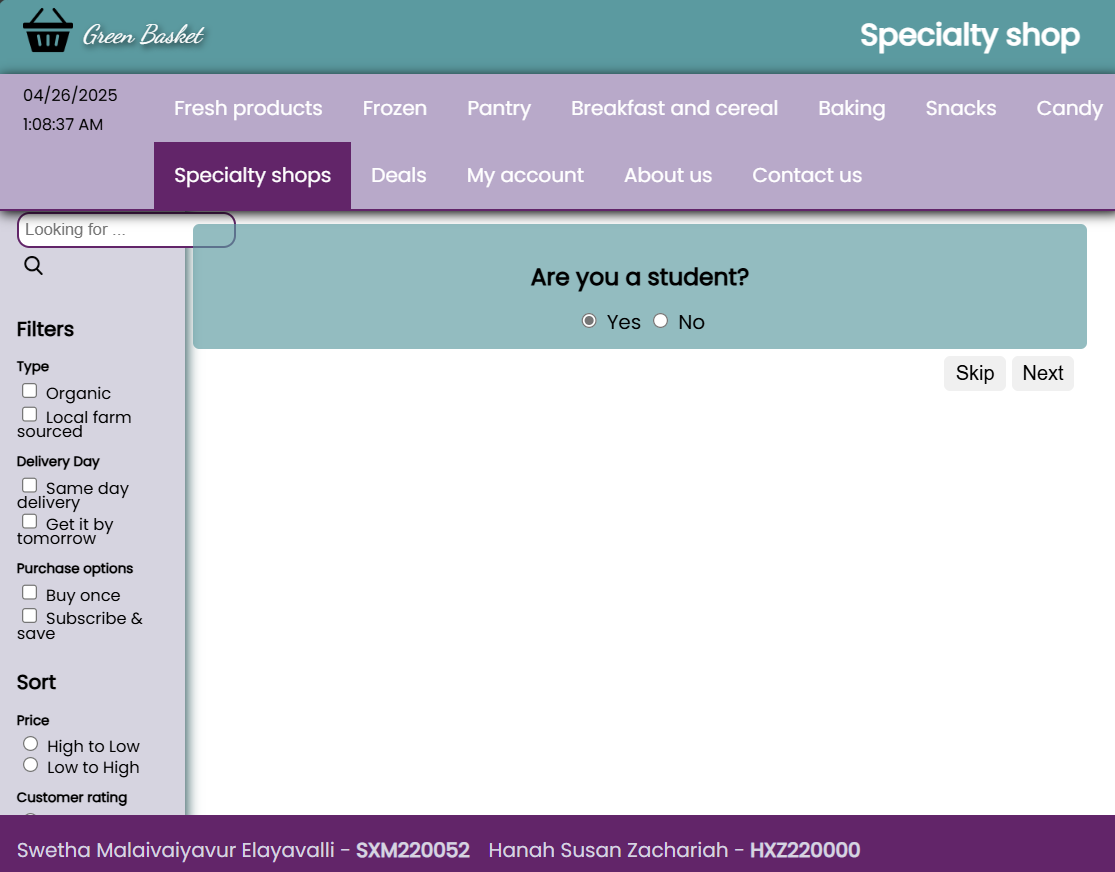 Green Basket
Specialty shop
04/26/2025
1:08:37 AM
Fresh products Frozen Pantry Breakfast and cereal Baking Snacks Candy
Specialty shops Deals My account About us Contact us
Looking for ...
Are you a student?
Yes No
Skip Next
Filters
Type
Organic
Local farm
sourced
Delivery Day
Same day
delivery
Get it by
tomorrow
Purchase options
Buy once
Subscribe &
save
Sort
Price
High to Low
Low to High
Customer rating
Swetha Malaivaiyavur Elayavalli - SXM220052 Hanah Susan Zachariah - HXZ220000